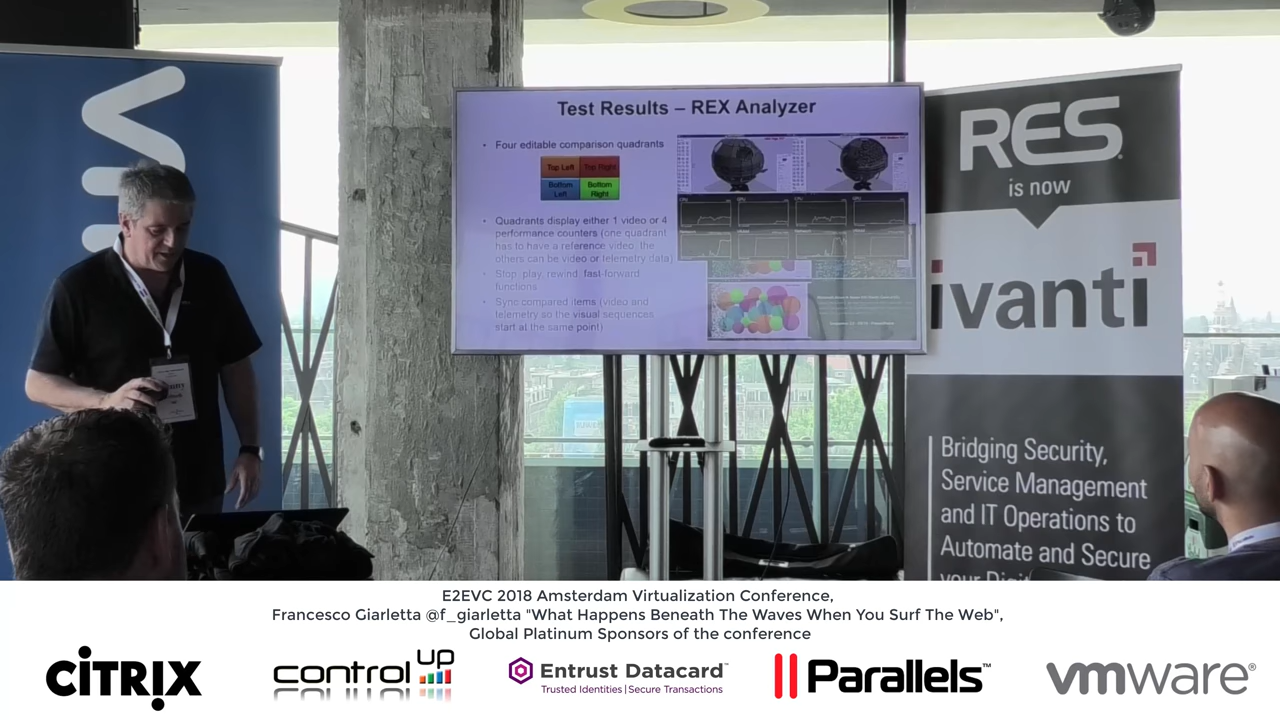 Test Results – REX Analyzer
• Four editable comparison quadrants
Top Left
Top Right
Bottom
Left
Bottom
Right
• Quadrants display either 1 video or 4
performance counters (one quadrant
has to have a reference video, the
others can be video or telemetry data)
• Stop, play, rewind, fast-forward
functions
• Sync compared items (video and
telemetry so the visual sequences
start at the same point)
RES
is now
ivanti
Bridging Security,
Service Management
and IT Operations to
Automate and Secure
E2EVC 2018 Amsterdam Virtualization Conference,
Francesco Giarletta @f_giarletta "What Happens Beneath The Waves When You Surf The Web",
Global Platinum Sponsors of the conference
CiTRiX
control UP
Entrust Datacard™
Trusted Identities | Secure Transactions
Parallels™
vmware®